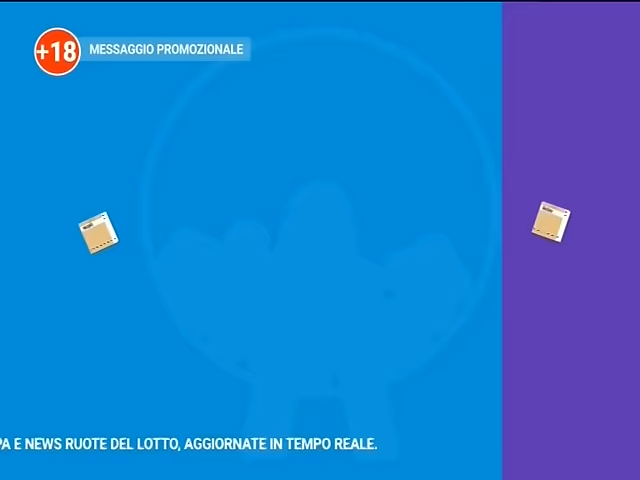 +18 MESSAGGIO PROMOZIONALE
PA E NEWS RUOTE DEL LOTTO, AGGIORNATE IN TEMPO REALE.